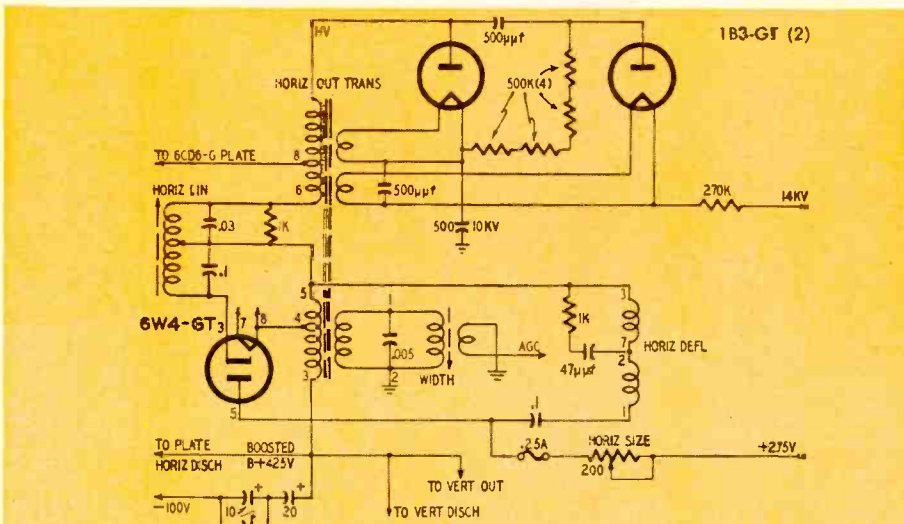 HV
500µµf
1B3-GT (2)
HORIZ OUT TRANS
500K(4)
TO 6CD6-G PLATE
8
6
HORIZ LIN
.03
1K
500µµf
270K
14KV
500
10KV
.1
5
6W4-GT
3
7
8
4
3
5
1
.005
2
WIDTH
AGC
1K
47µµf
3
7
2
1
HORIZ DEFL
.1
.25A
HORIZ SIZE
200
+275V
TO PLATE
HORIZ DISCH
BOOSTED
B+425V
TO VERT OUT
TO VERT DISCH
-100V
10
+
20
+